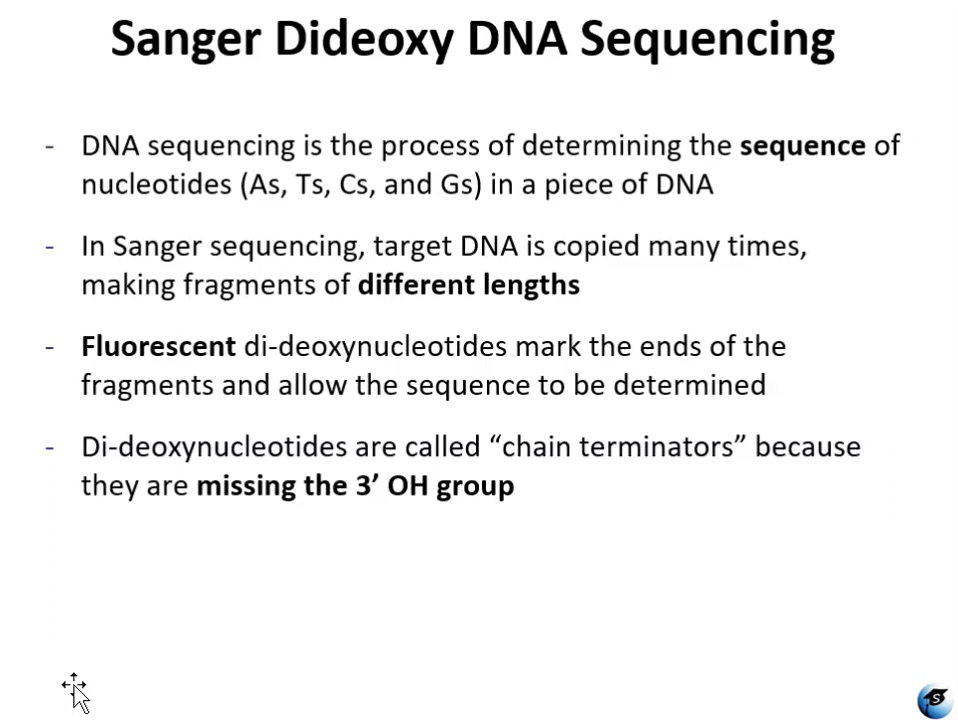 Sanger Dideoxy DNA Sequencing
- DNA sequencing is the process of determining the sequence of
nucleotides (As, Ts, Cs, and Gs) in a piece of DNA
- In Sanger sequencing, target DNA is copied many times,
making fragments of different lengths
- Fluorescent di-deoxynucleotides mark the ends of the
fragments and allow the sequence to be determined
- Di-deoxynucleotides are called “chain terminators” because
they are missing the 3’ OH group
S